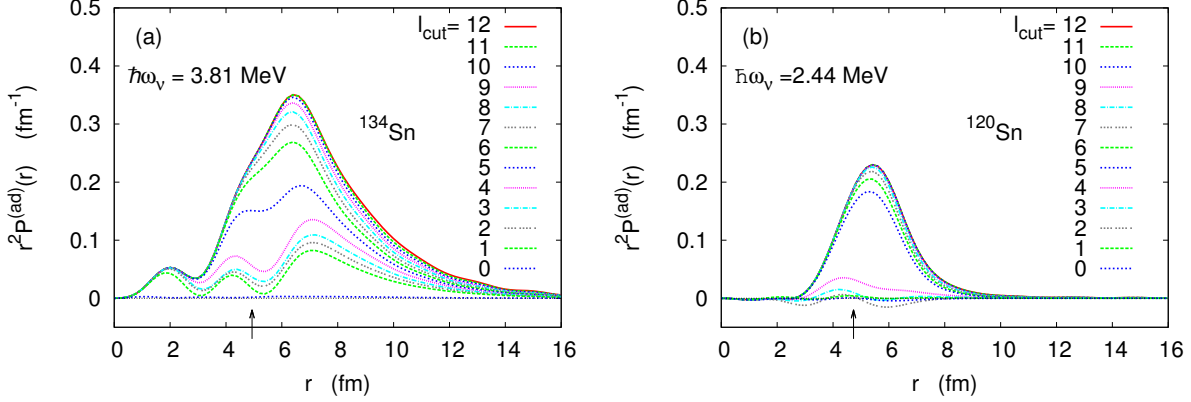 r²P⁽ᵃᵈ⁾(r) (fm⁻¹)
0.5
0.4
0.3
0.2
0.1
0
(a)
ħω_ν = 3.81 MeV
¹³⁴Sn
l_cut= 12
11
10
9
8
7
6
5
4
3
2
1
0
0 2 4 6 8 10 12 14 16
r (fm)
r²P⁽ᵃᵈ⁾(r) (fm⁻¹)
0.5
0.4
0.3
0.2
0.1
0
(b)
ħω_ν =2.44 MeV
¹²⁰Sn
l_cut= 12
11
10
9
8
7
6
5
4
3
2
1
0
0 2 4 6 8 10 12 14 16
r (fm)